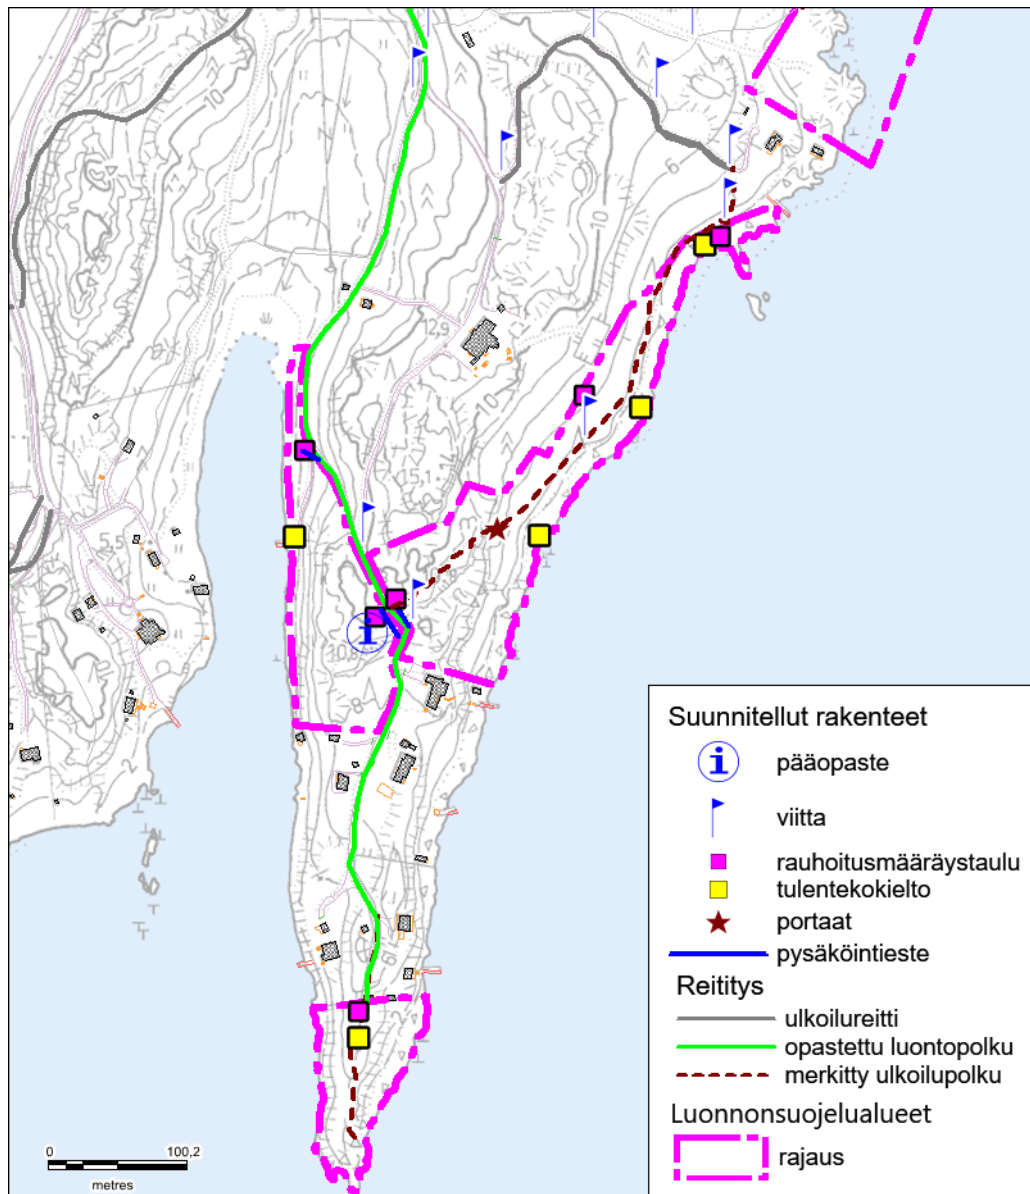 12,9
15,1
5,5
10,8
8
9
6
10
0 100,2
metres
Suunnitellut rakenteet
i pääopaste
viitta
rauhoitusmääräystaulu
tulentekokielto
portaat
pysäköintieste
Reititys
ulkoilureitti
opastettu luontopolku
merkitty ulkoilupolku
Luonnonsuojelualueet
rajaus